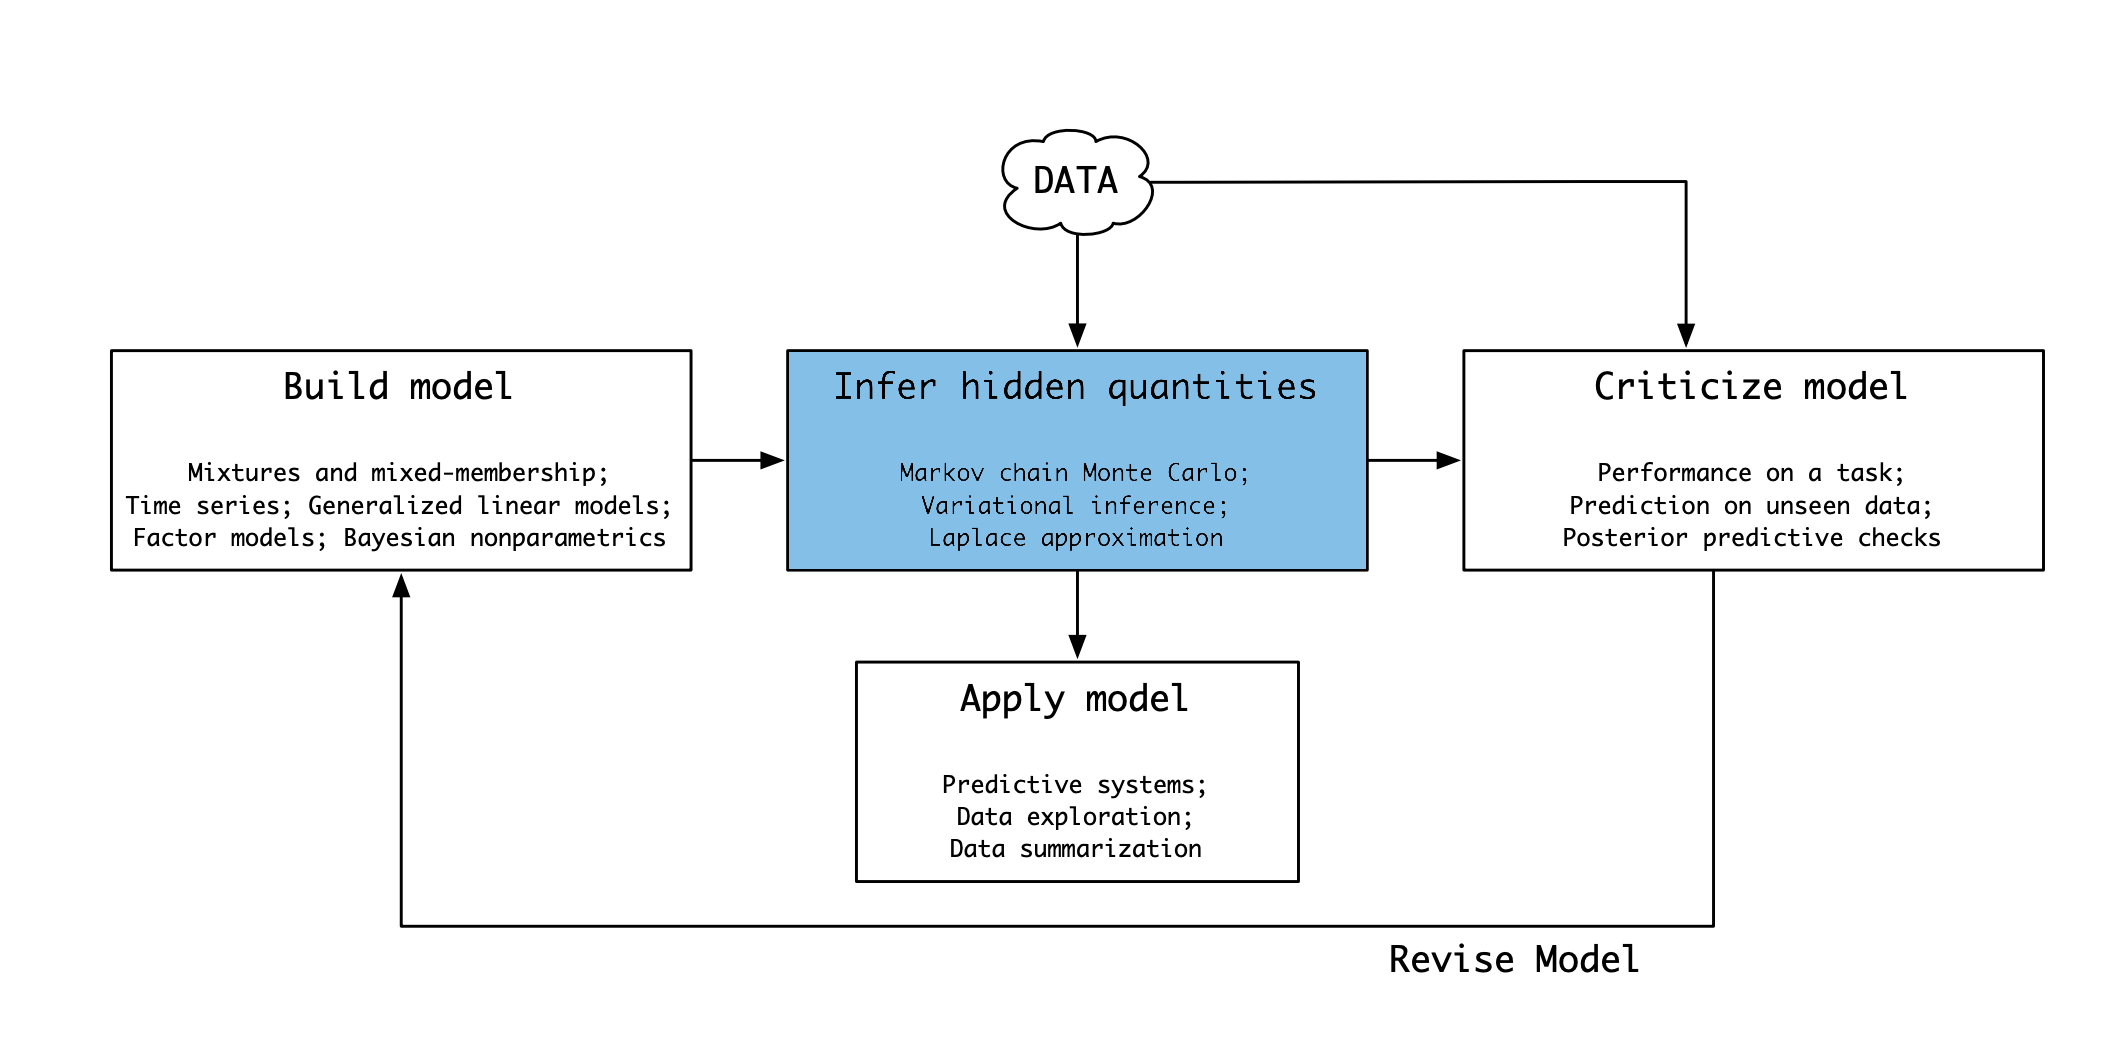 DATA
Build model
Mixtures and mixed-membership;
Time series; Generalized linear models;
Factor models; Bayesian nonparametrics
Infer hidden quantities
Markov chain Monte Carlo;
Variational inference;
Laplace approximation
Criticize model
Performance on a task;
Prediction on unseen data;
Posterior predictive checks
Apply model
Predictive systems;
Data exploration;
Data summarization
Revise Model